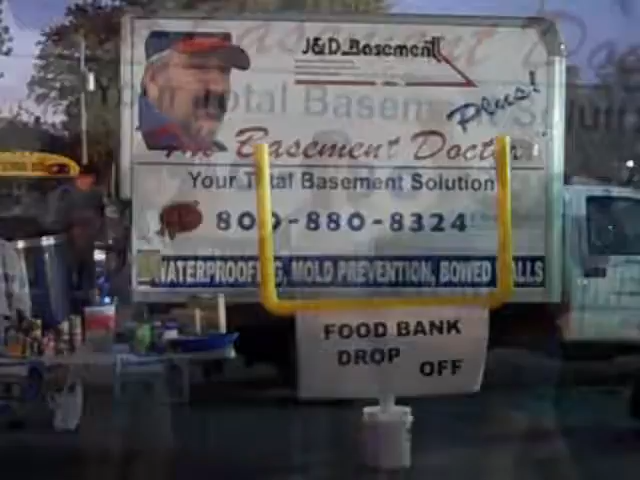 J&D Basement
Plus!
The Basement Doctor
Your Total Basement Solution
800-880-8324
WATERPROOFING, MOLD PREVENTION, BOWED WALLS
FOOD BANK
DROP OFF